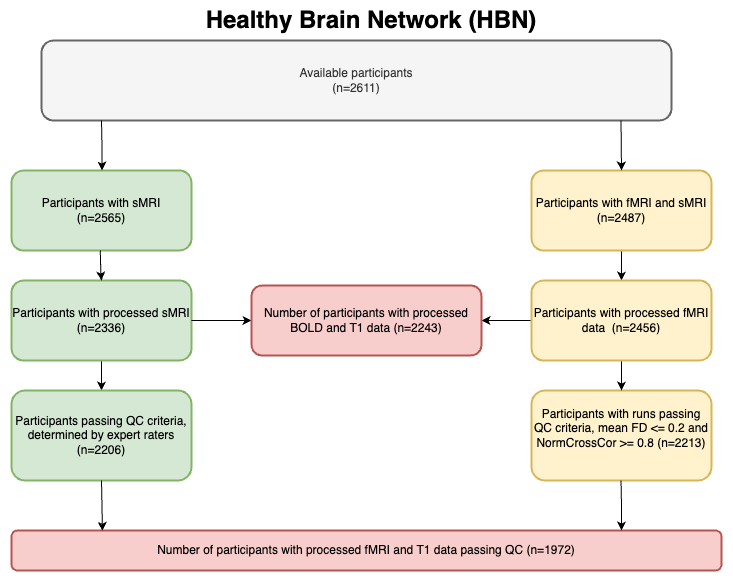 Healthy Brain Network (HBN)
Available participants
(n=2611)
Participants with sMRI
(n=2565)
Participants with fMRI and sMRI
(n=2487)
Participants with processed sMRI
(n=2336)
Number of participants with processed
BOLD and T1 data (n=2243)
Participants with processed fMRI
data (n=2456)
Participants passing QC criteria,
determined by expert raters
(n=2206)
Participants with runs passing
QC criteria, mean FD <= 0.2 and
NormCrossCor >= 0.8 (n=2213)
Number of participants with processed fMRI and T1 data passing QC (n=1972)